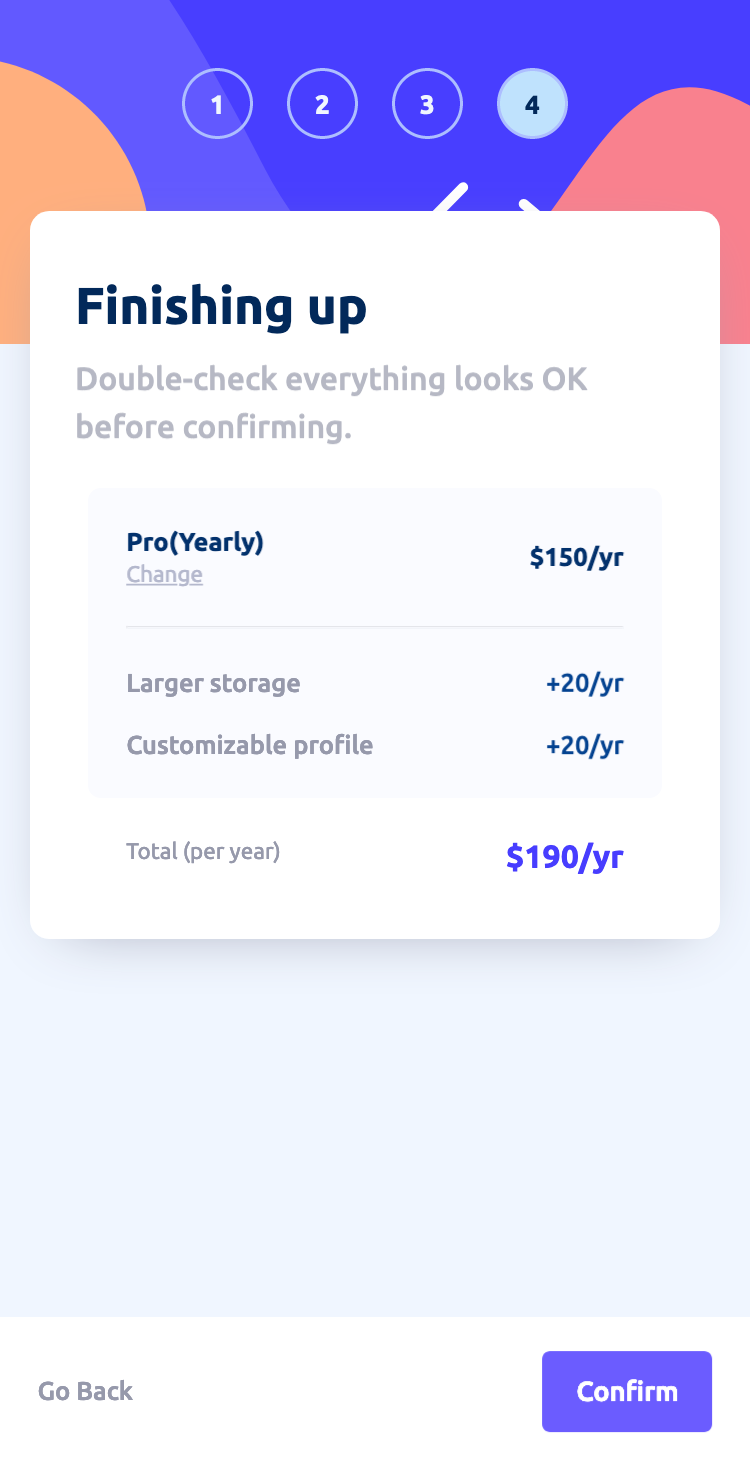 1 2 3 4
Finishing up
Double-check everything looks OK
before confirming.
Pro(Yearly)
$150/yr
Change
Larger storage +20/yr
Customizable profile +20/yr
Total (per year) $190/yr
Go Back Confirm